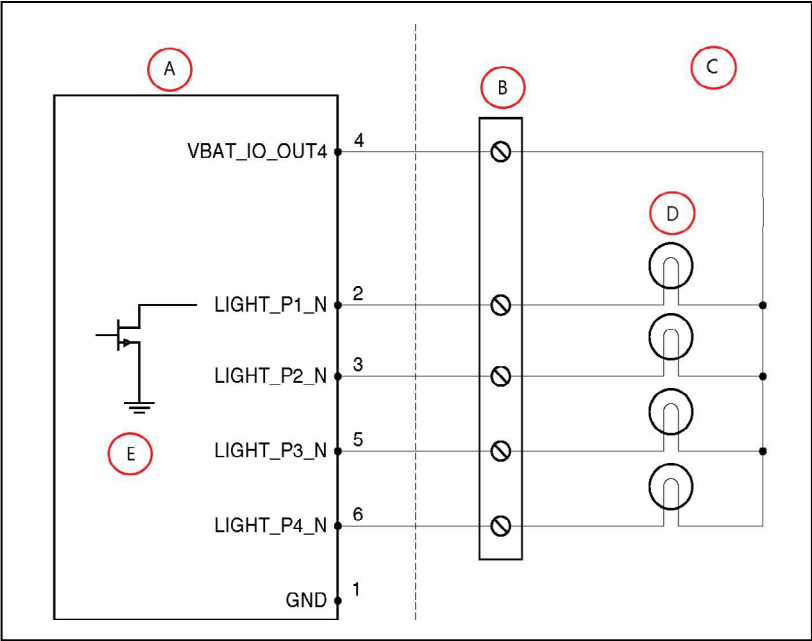 A
B
C
VBAT_IO_OUT4 4
D
LIGHT_P1_N 2
LIGHT_P2_N 3
LIGHT_P3_N 5
E
LIGHT_P4_N 6
GND 1